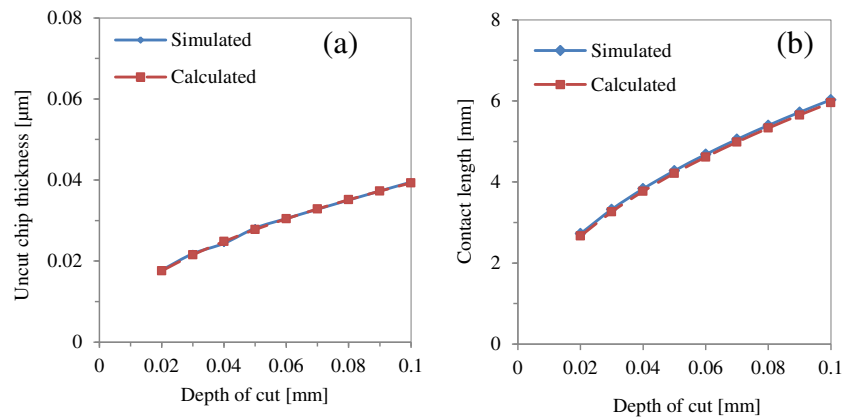 (a)
Simulated
Calculated
Uncut chip thickness [µm]
0.08
0.06
0.04
0.02
0
0 0.02 0.04 0.06 0.08 0.1
Depth of cut [mm]
(b)
Simulated
Calculated
Contact length [mm]
8
6
4
2
0
0 0.02 0.04 0.06 0.08 0.1
Depth of cut [mm]